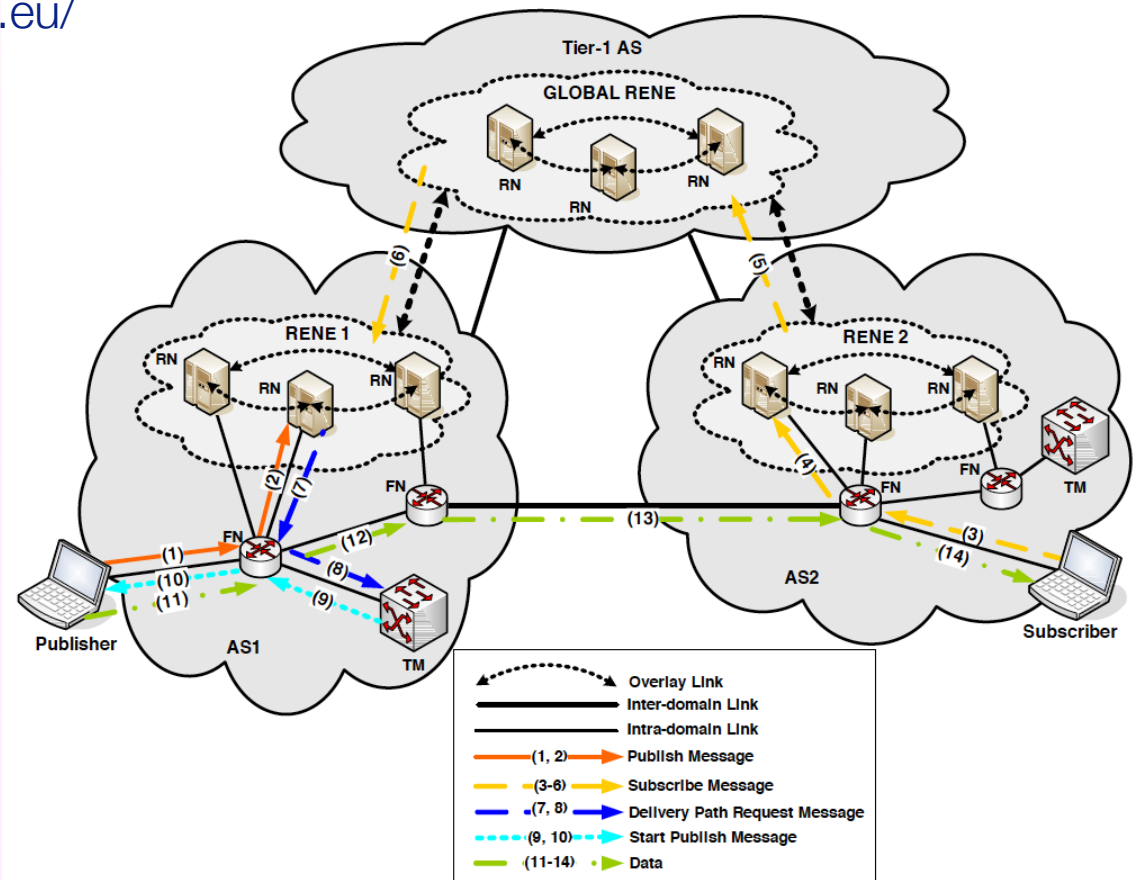 .eu/
Tier-1 AS
GLOBAL RENE
RN
RN
RN
(6)
(5)
RENE 1
RN
RN
RN
RENE 2
RN
RN
RN
(2)
(7)
(4)
FN
FN
FN
FN
TM
(1)
(12)
(13)
(3)
(10)
(8)
(14)
(11)
(9)
AS2
Publisher
AS1
TM
Subscriber
Overlay Link
Inter-domain Link
Intra-domain Link
(1, 2) Publish Message
(3-6) Subscribe Message
(7, 8) Delivery Path Request Message
(9, 10) Start Publish Message
(11-14) Data